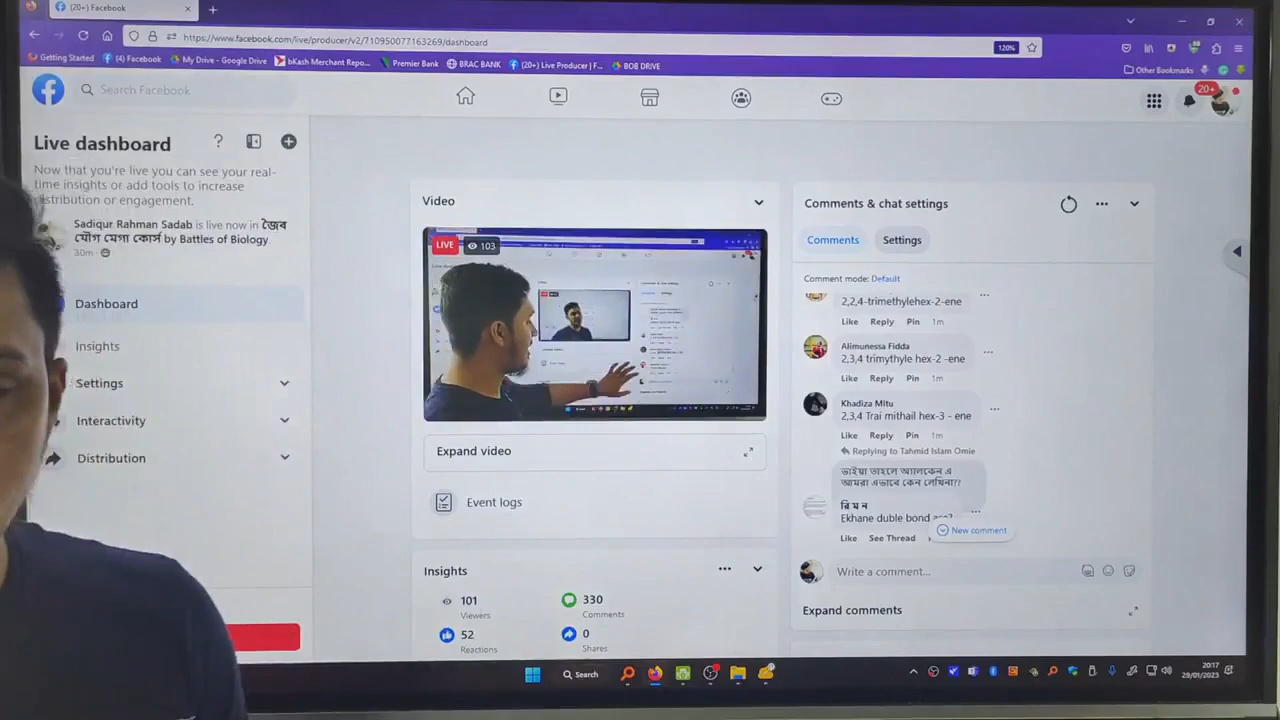 (20+) Facebook
https://www.facebook.com/live/producer/v2/710950077163269/dashboard
120%
Getting Started
(4) Facebook
My Drive - Google Drive
bKash Merchant Repo...
Premier Bank
BRAC BANK
(20+) Live Producer | F...
BOB DRIVE
Other Bookmarks
Search Facebook
20+
Live dashboard
Now that you're live you can see your real-
time insights or add tools to increase
distribution or engagement.
Sadiqur Rahman Sadab is live now in জৈব
যৌগ মেগা কোর্স by Battles of Biology
30m
Dashboard
Insights
Settings
Interactivity
Distribution
Video
LIVE 103
Expand video
Event logs
Insights
101
Viewers
330
Comments
52
Reactions
0
Shares
Comments & chat settings
Comments
Settings
Comment mode: Default
2,2,4-trimethylehex-2-ene
Like Reply Pin 1m
Alimunessa Fidda
2,3,4 trimythyle hex-2 -ene
Like Reply Pin 1m
Khadiza Mitu
2,3,4 Trai mithail hex-3 - ene
Like Reply Pin 1m
Replying to Tahmid Islam Omie
ভাইয়া তাহলে অ্যালকেন এ
আমরা এভাবে কেন লেখিনা??
রি ম ন
Ekhane duble bond
Like See Thread
New comment
Write a comment...
Expand comments
Search
20:17
29/01/2023